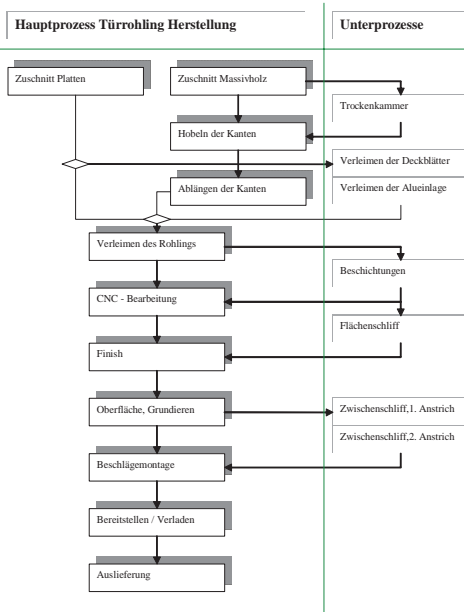 Hauptprozess Türrohling Herstellung
Unterprozesse
Zuschnitt Platten
Zuschnitt Massivholz
Trockenkammer
Hobeln der Kanten
Verleimen der Deckblätter
Ablängen der Kanten
Verleimen der Alueinlage
Verleimen des Rohlings
Beschichtungen
CNC - Bearbeitung
Flächenschliff
Finish
Oberfläche, Grundieren
Zwischenschliff,1. Anstrich
Zwischenschliff,2. Anstrich
Beschlägemontage
Bereitstellen / Verladen
Auslieferung